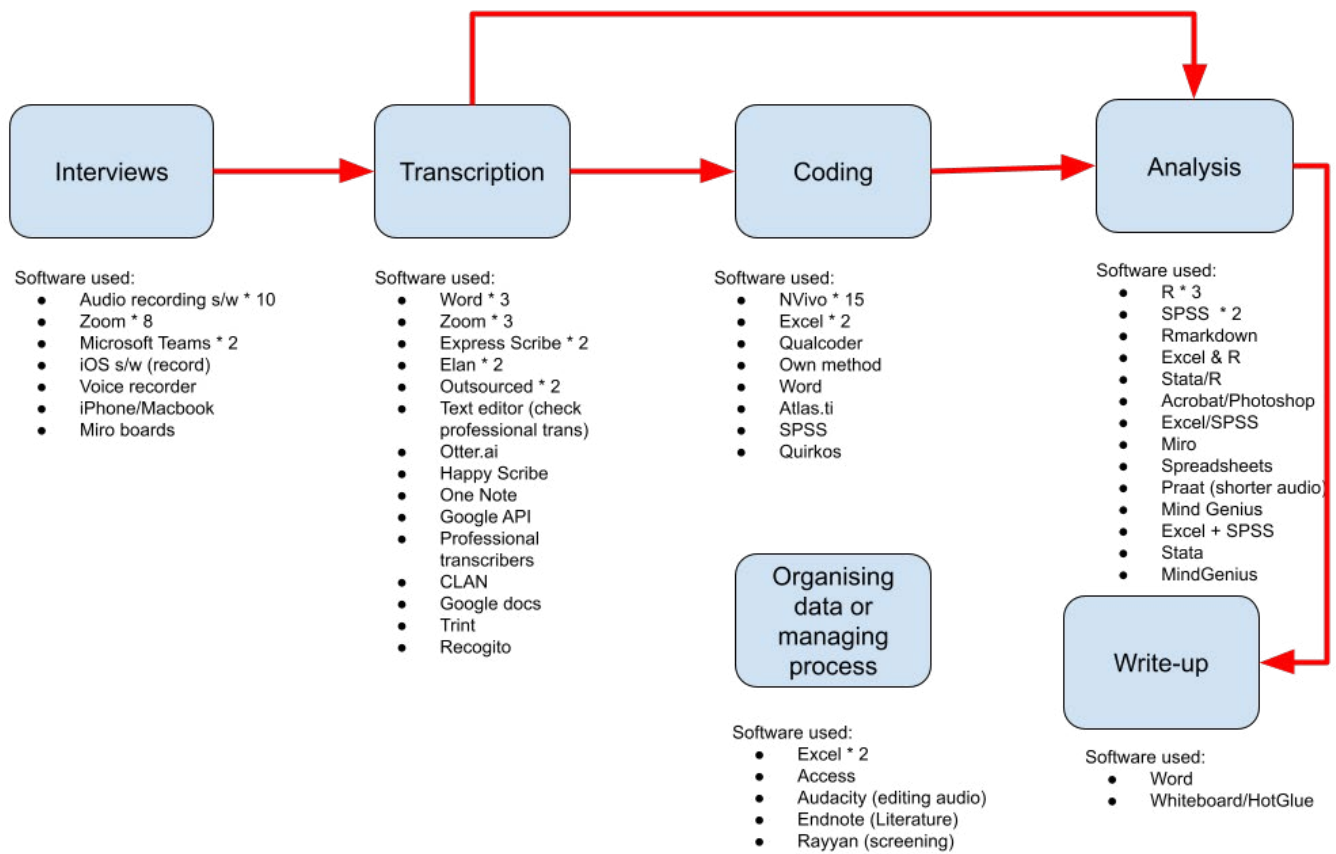 Interviews
Software used:
● Audio recording s/w * 10
● Zoom * 8
● Microsoft Teams * 2
● iOS s/w (record)
● Voice recorder
● iPhone/Macbook
● Miro boards
Transcription
Software used:
● Word * 3
● Zoom * 3
● Express Scribe * 2
● Elan * 2
● Outsourced * 2
● Text editor (check
professional trans)
● Otter.ai
● Happy Scribe
● One Note
● Google API
● Professional
transcribers
● CLAN
● Google docs
● Trint
● Recogito
Coding
Software used:
● NVivo * 15
● Excel * 2
● Qualcoder
● Own method
● Word
● Atlas.ti
● SPSS
● Quirkos
Organising
data or
managing
process
Software used:
● Excel * 2
● Access
● Audacity (editing audio)
● Endnote (Literature)
● Rayyan (screening)
Analysis
Software used:
● R * 3
● SPSS * 2
● Rmarkdown
● Excel & R
● Stata/R
● Acrobat/Photoshop
● Excel/SPSS
● Miro
● Spreadsheets
● Praat (shorter audio)
● Mind Genius
● Excel + SPSS
● Stata
● MindGenius
Write-up
Software used:
● Word
● Whiteboard/HotGlue